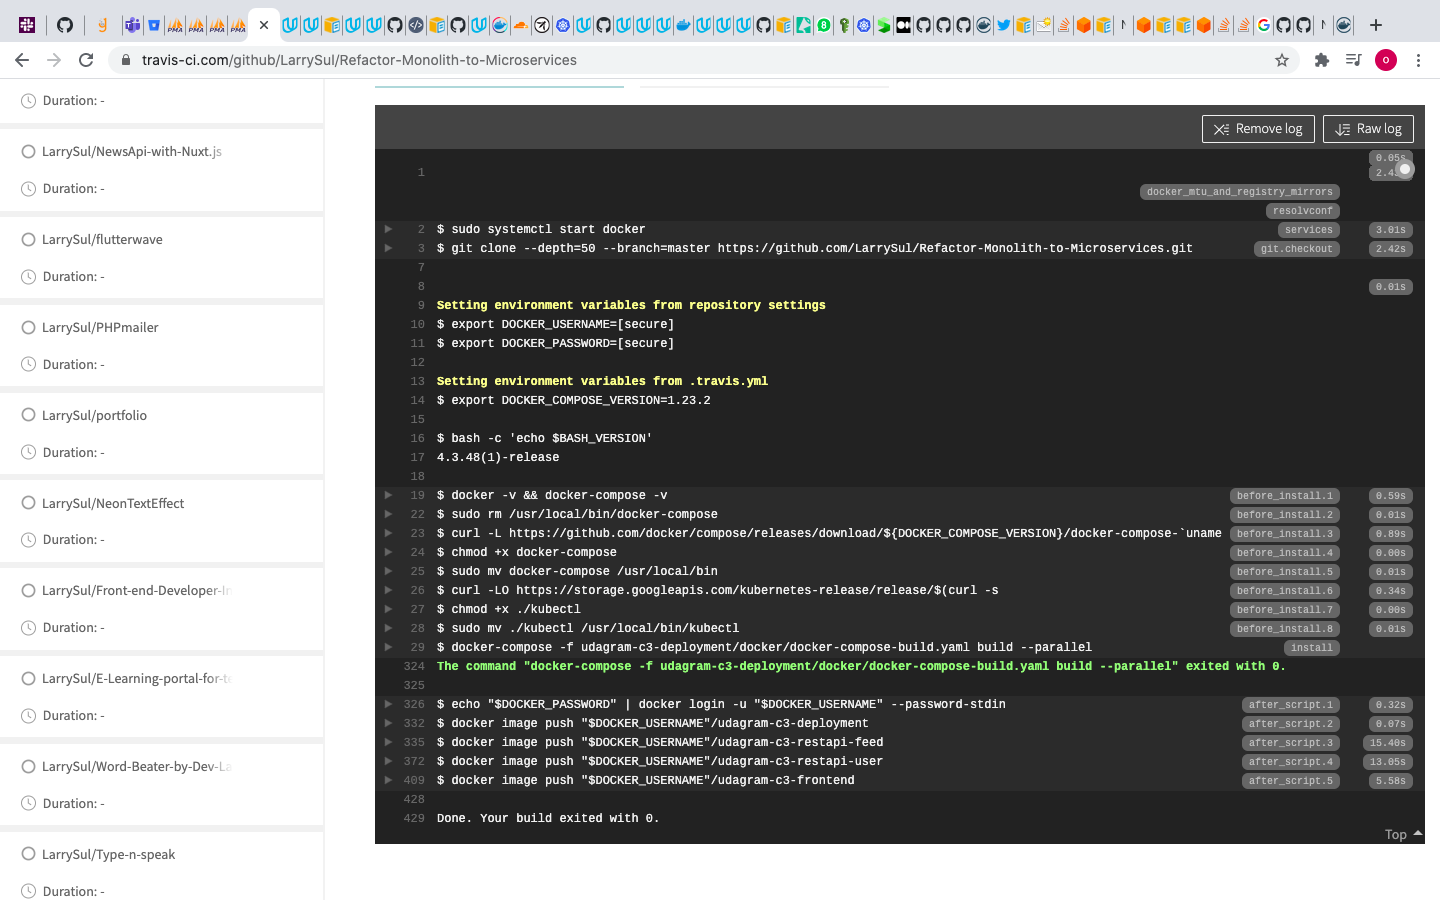 travis-ci.com/github/LarrySul/Refactor-Monolith-to-Microservices
Duration: -
LarrySul/NewsApi-with-Nuxt.js
Duration: -
LarrySul/flutterwave
Duration: -
LarrySul/PHPmailer
Duration: -
LarrySul/portfolio
Duration: -
LarrySul/NeonTextEffect
Duration: -
LarrySul/Front-end-Developer-In
Duration: -
LarrySul/E-Learning-portal-for-te
Duration: -
LarrySul/Word-Beater-by-Dev-La
Duration: -
LarrySul/Type-n-speak
Duration: -
Remove log Raw log
0.05s
1
docker_mtu_and_registry_mirrors
resolvconf
2 $ sudo systemctl start docker services 3.01s
3 $ git clone --depth=50 --branch=master https://github.com/LarrySul/Refactor-Monolith-to-Microservices.git git.checkout 2.42s
7
8 0.01s
9 Setting environment variables from repository settings
10 $ export DOCKER_USERNAME=[secure]
11 $ export DOCKER_PASSWORD=[secure]
12
13 Setting environment variables from .travis.yml
14 $ export DOCKER_COMPOSE_VERSION=1.23.2
15
16 $ bash -c 'echo $BASH_VERSION'
17 4.3.48(1)-release
18
19 $ docker -v && docker-compose -v before_install.1 0.59s
22 $ sudo rm /usr/local/bin/docker-compose before_install.2 0.01s
23 $ curl -L https://github.com/docker/compose/releases/download/${DOCKER_COMPOSE_VERSION}/docker-compose-`uname before_install.3 0.89s
24 $ chmod +x docker-compose before_install.4 0.00s
25 $ sudo mv docker-compose /usr/local/bin before_install.5 0.01s
26 $ curl -LO https://storage.googleapis.com/kubernetes-release/release/$(curl -s before_install.6 0.34s
27 $ chmod +x ./kubectl before_install.7 0.00s
28 $ sudo mv ./kubectl /usr/local/bin/kubectl before_install.8 0.01s
29 $ docker-compose -f udagram-c3-deployment/docker/docker-compose-build.yaml build --parallel install
324 The command "docker-compose -f udagram-c3-deployment/docker/docker-compose-build.yaml build --parallel" exited with 0.
325
326 $ echo "$DOCKER_PASSWORD" | docker login -u "$DOCKER_USERNAME" --password-stdin after_script.1 0.32s
332 $ docker image push "$DOCKER_USERNAME"/udagram-c3-deployment after_script.2 0.07s
335 $ docker image push "$DOCKER_USERNAME"/udagram-c3-restapi-feed after_script.3 15.40s
372 $ docker image push "$DOCKER_USERNAME"/udagram-c3-restapi-user after_script.4 13.05s
409 $ docker image push "$DOCKER_USERNAME"/udagram-c3-frontend after_script.5 5.58s
428
429 Done. Your build exited with 0.
Top